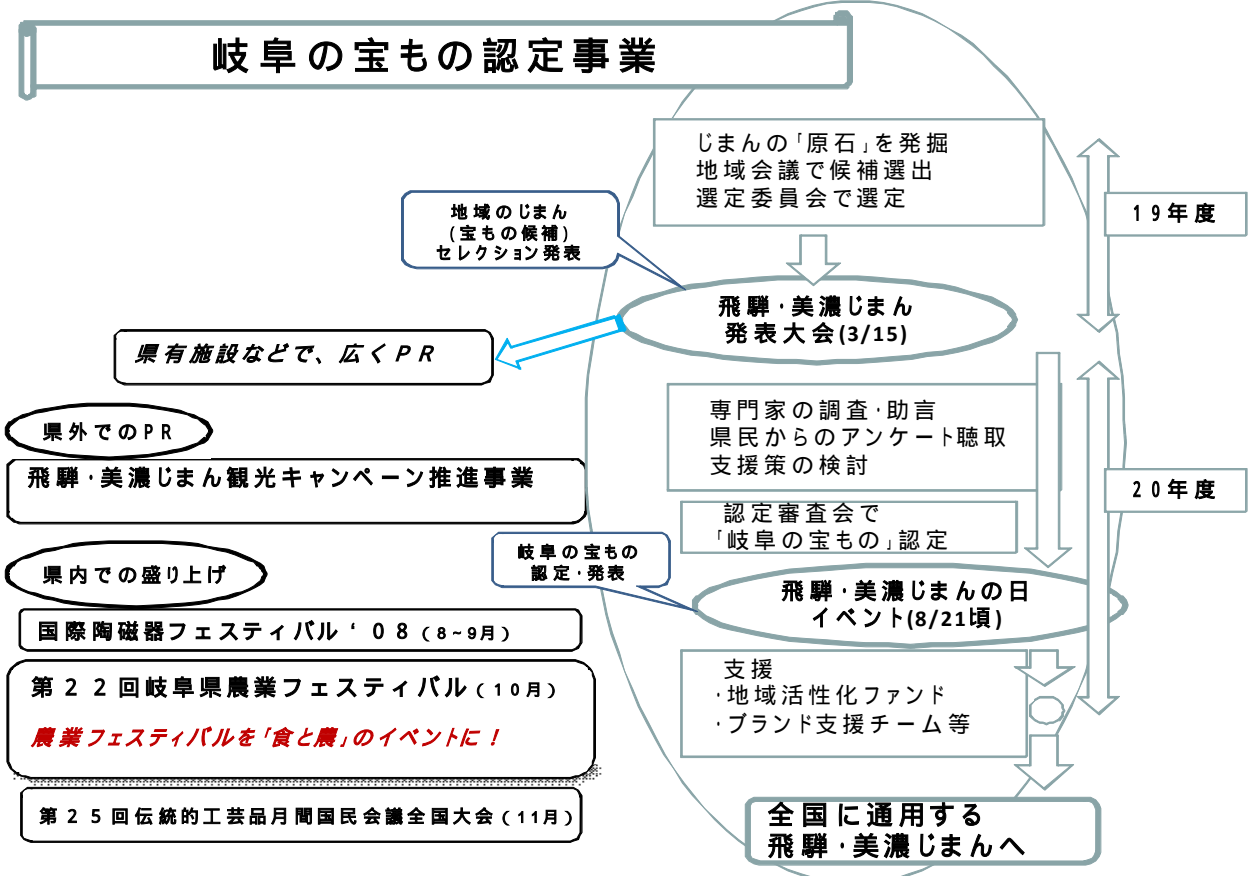 岐阜の宝もの認定事業
じまんの「原石」を発掘
地域会議で候補選出
選定委員会で選定
19年度
地域のじまん
(宝もの候補)
セレクション発表
飛騨・美濃じまん
発表大会(3/15)
県有施設などで、広くPR
専門家の調査・助言
県民からのアンケート聴取
支援策の検討
20年度
県外でのPR
飛騨・美濃じまん観光キャンペーン推進事業
認定審査会で
「岐阜の宝もの」認定
岐阜の宝もの
認定・発表
飛騨・美濃じまんの日
イベント(8/21頃)
県内での盛り上げ
国際陶磁器フェスティバル‘08(8~9月)
第22回岐阜県農業フェスティバル(10月)
農業フェスティバルを「食と農」のイベントに!
第25回伝統的工芸品月間国民会議全国大会(11月)
支援
・地域活性化ファンド
・ブランド支援チーム等
全国に通用する
飛騨・美濃じまんへ